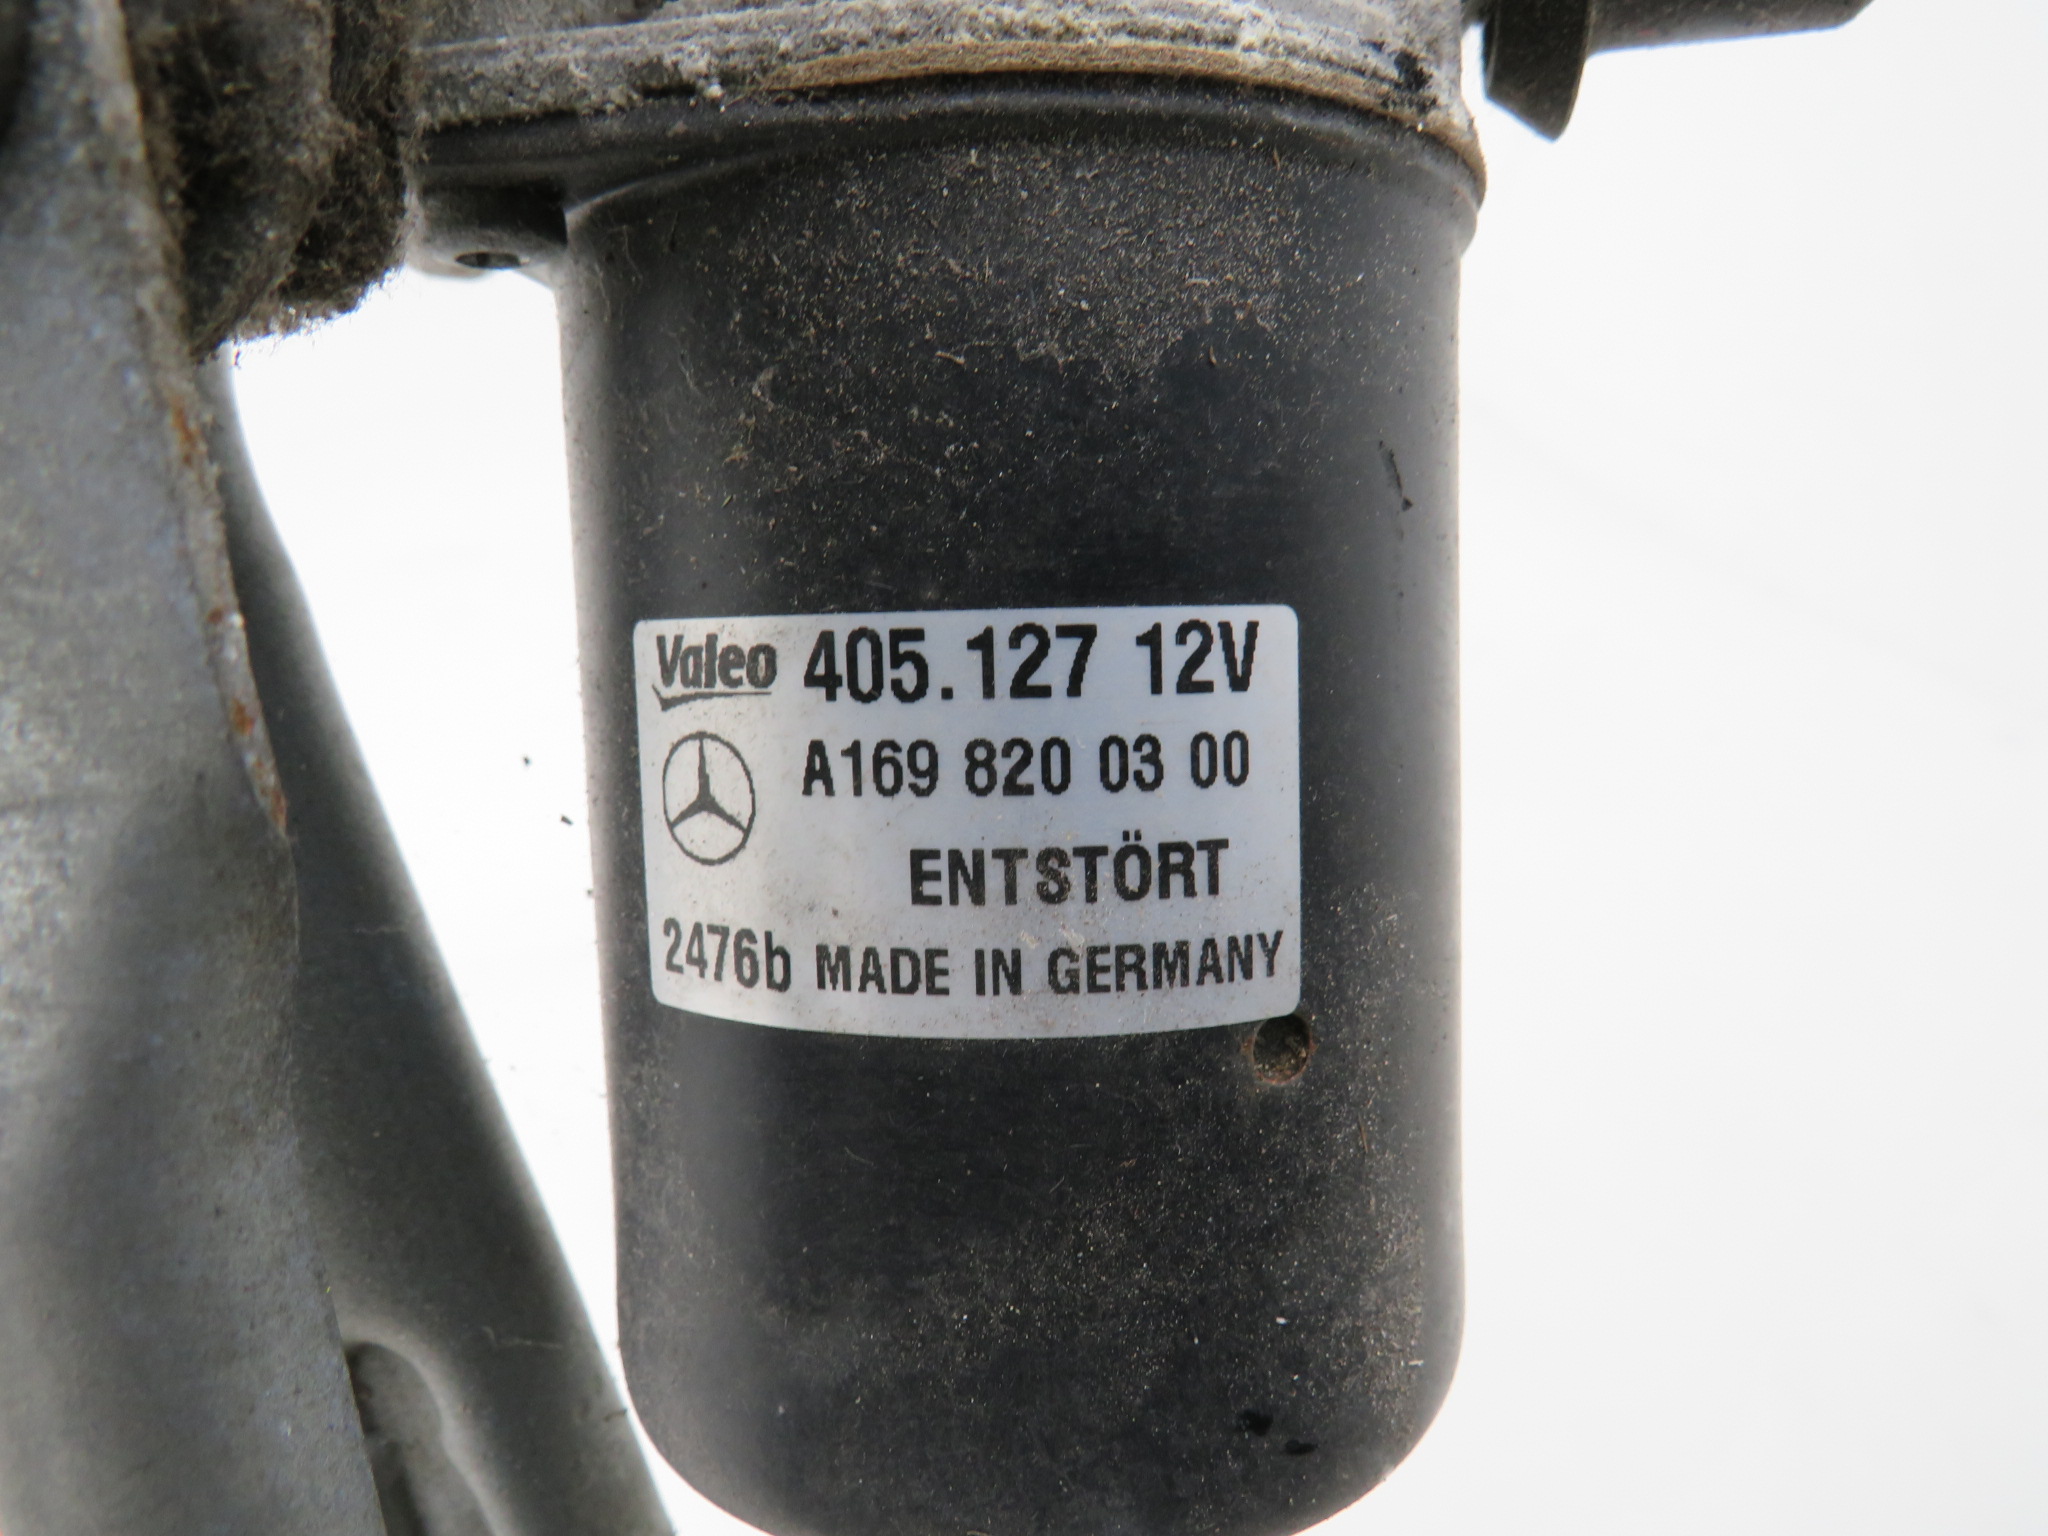 Valeo 405.127 12V
A169 820 03 00
ENTSTÖRT
2476b MADE IN GERMANY